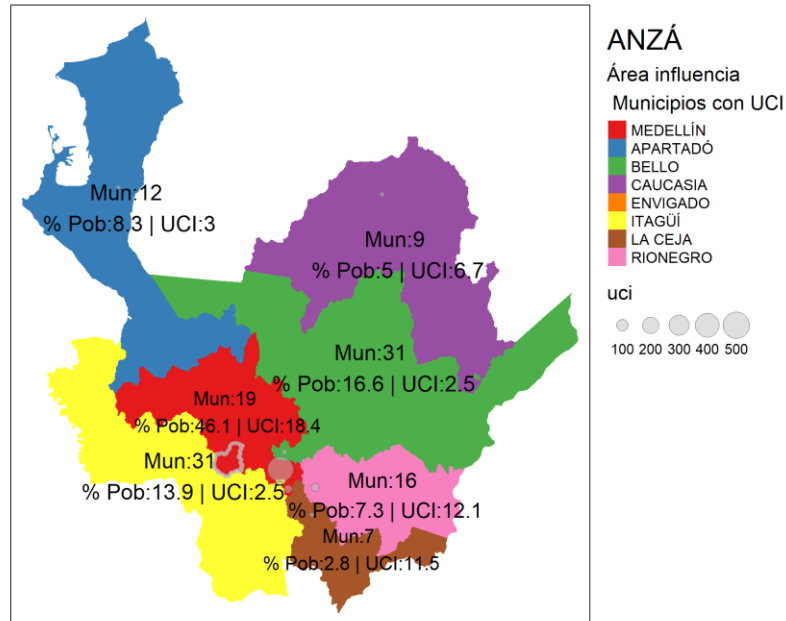 ANZÁ
Área influencia
Municipios con UCI
MEDELLÍN
APARTADÓ
BELLO
CAUCASIA
ENVIGADO
ITAGÜÍ
LA CEJA
RIONEGRO
uci
100 200 300 400 500
Mun:12
% Pob:8.3 | UCI:3
Mun:9
% Pob:5 | UCI:6.7
Mun:31
% Pob:16.6 | UCI:2.5
Mun:19
% Pob:46.1 | UCI:18.4
Mun:31
% Pob:13.9 | UCI:2.5
Mun:16
% Pob:7.3 | UCI:12.1
Mun:7
% Pob:2.8 | UCI:11.5